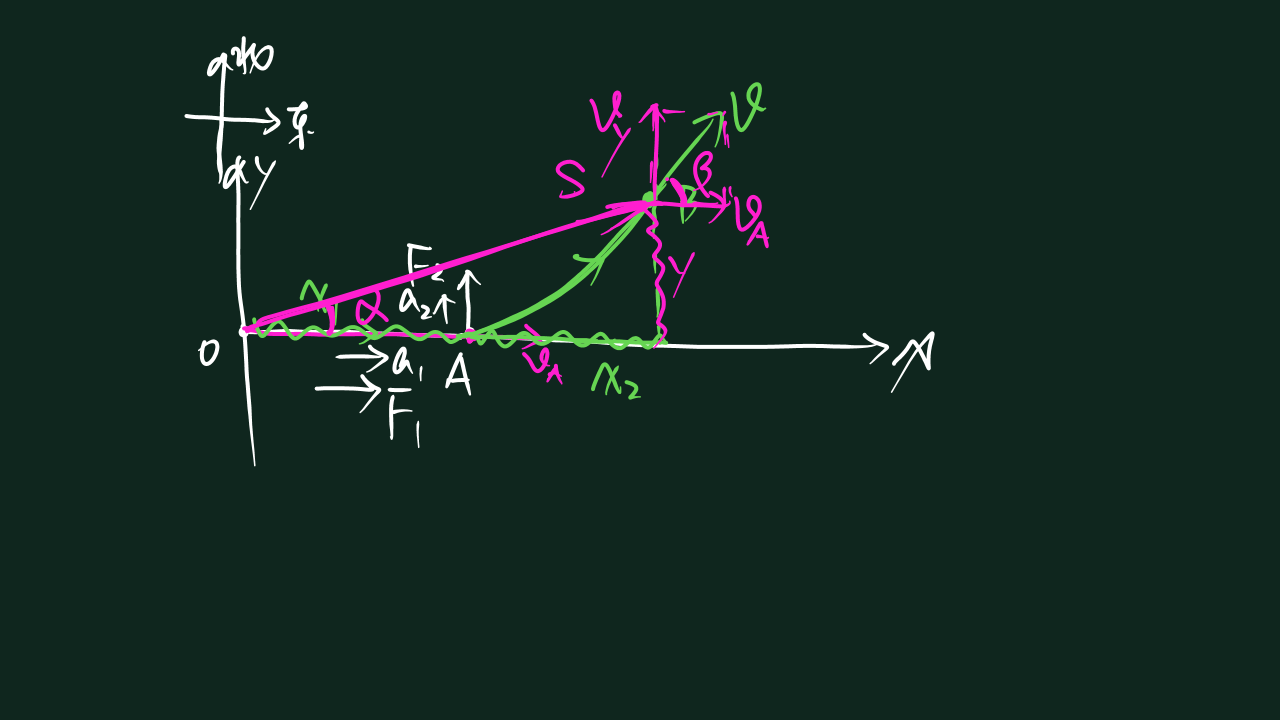 北
东
y
v
v_y
S
β
v_A
F_2
y
x_1
α
a_2
O
a_1
A
v_A
x
x_2
F_1